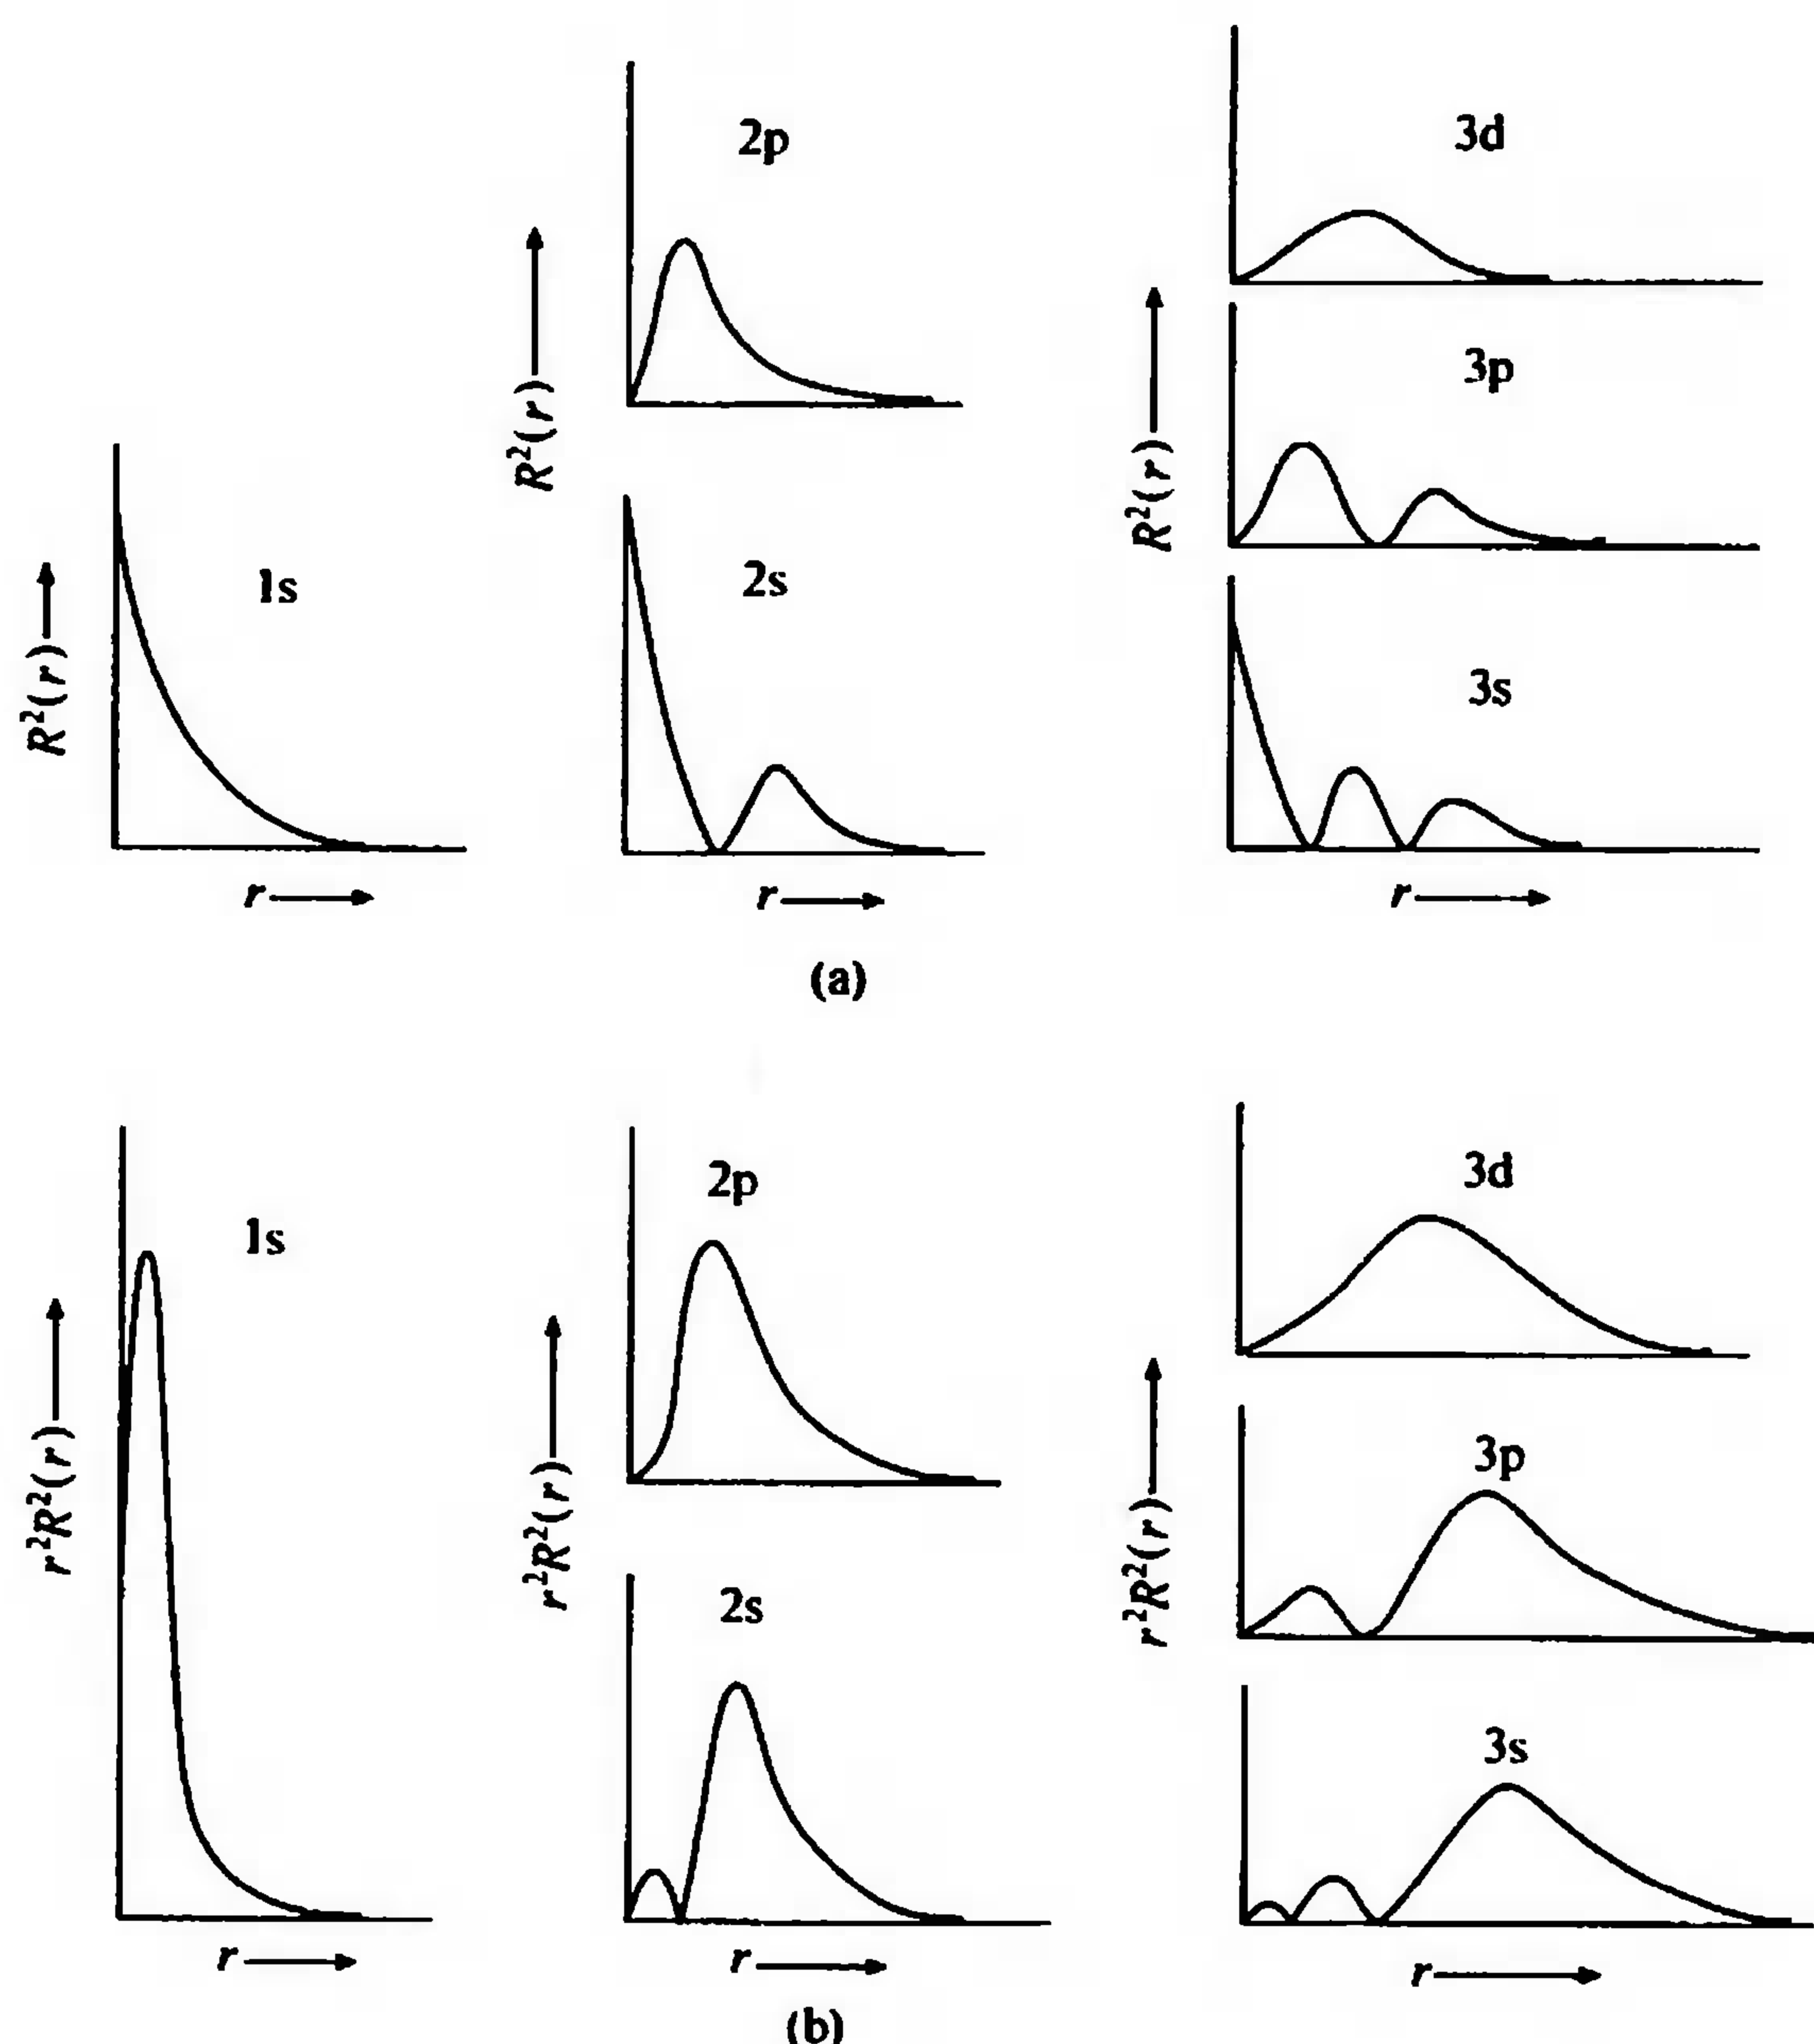 2p
3d
R²(r)
3p
R²(r)
1s
2s
R²(r)
3s
r
r
r
(a)
2p
3d
1s
r²R²(r)
r²R²(r)
3p
r²R²(r)
2s
3s
r
r
r
(b)